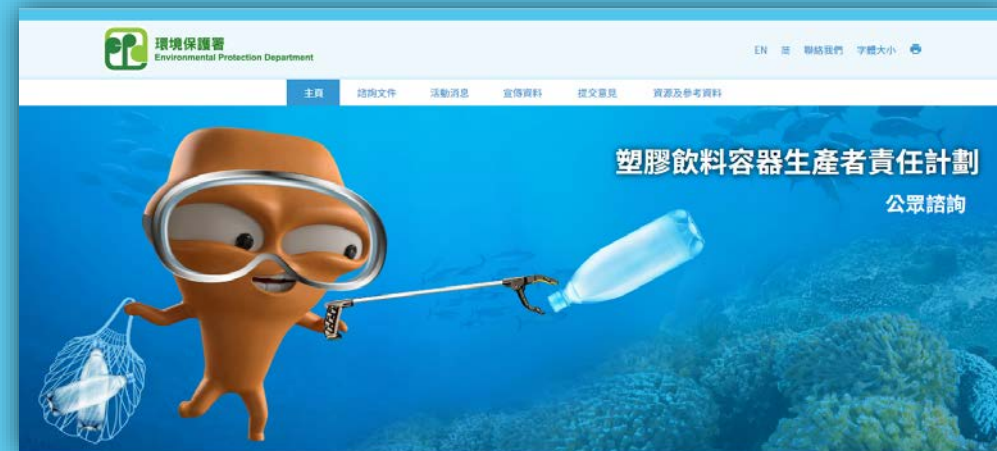 環境保護署
Environmental Protection Department
EN 简 聯絡我們 字體大小
主頁 諮詢文件 活動消息 宣傳資料 提交意見 資源及參考資料
塑膠飲料容器生產者責任計劃
公眾諮詢